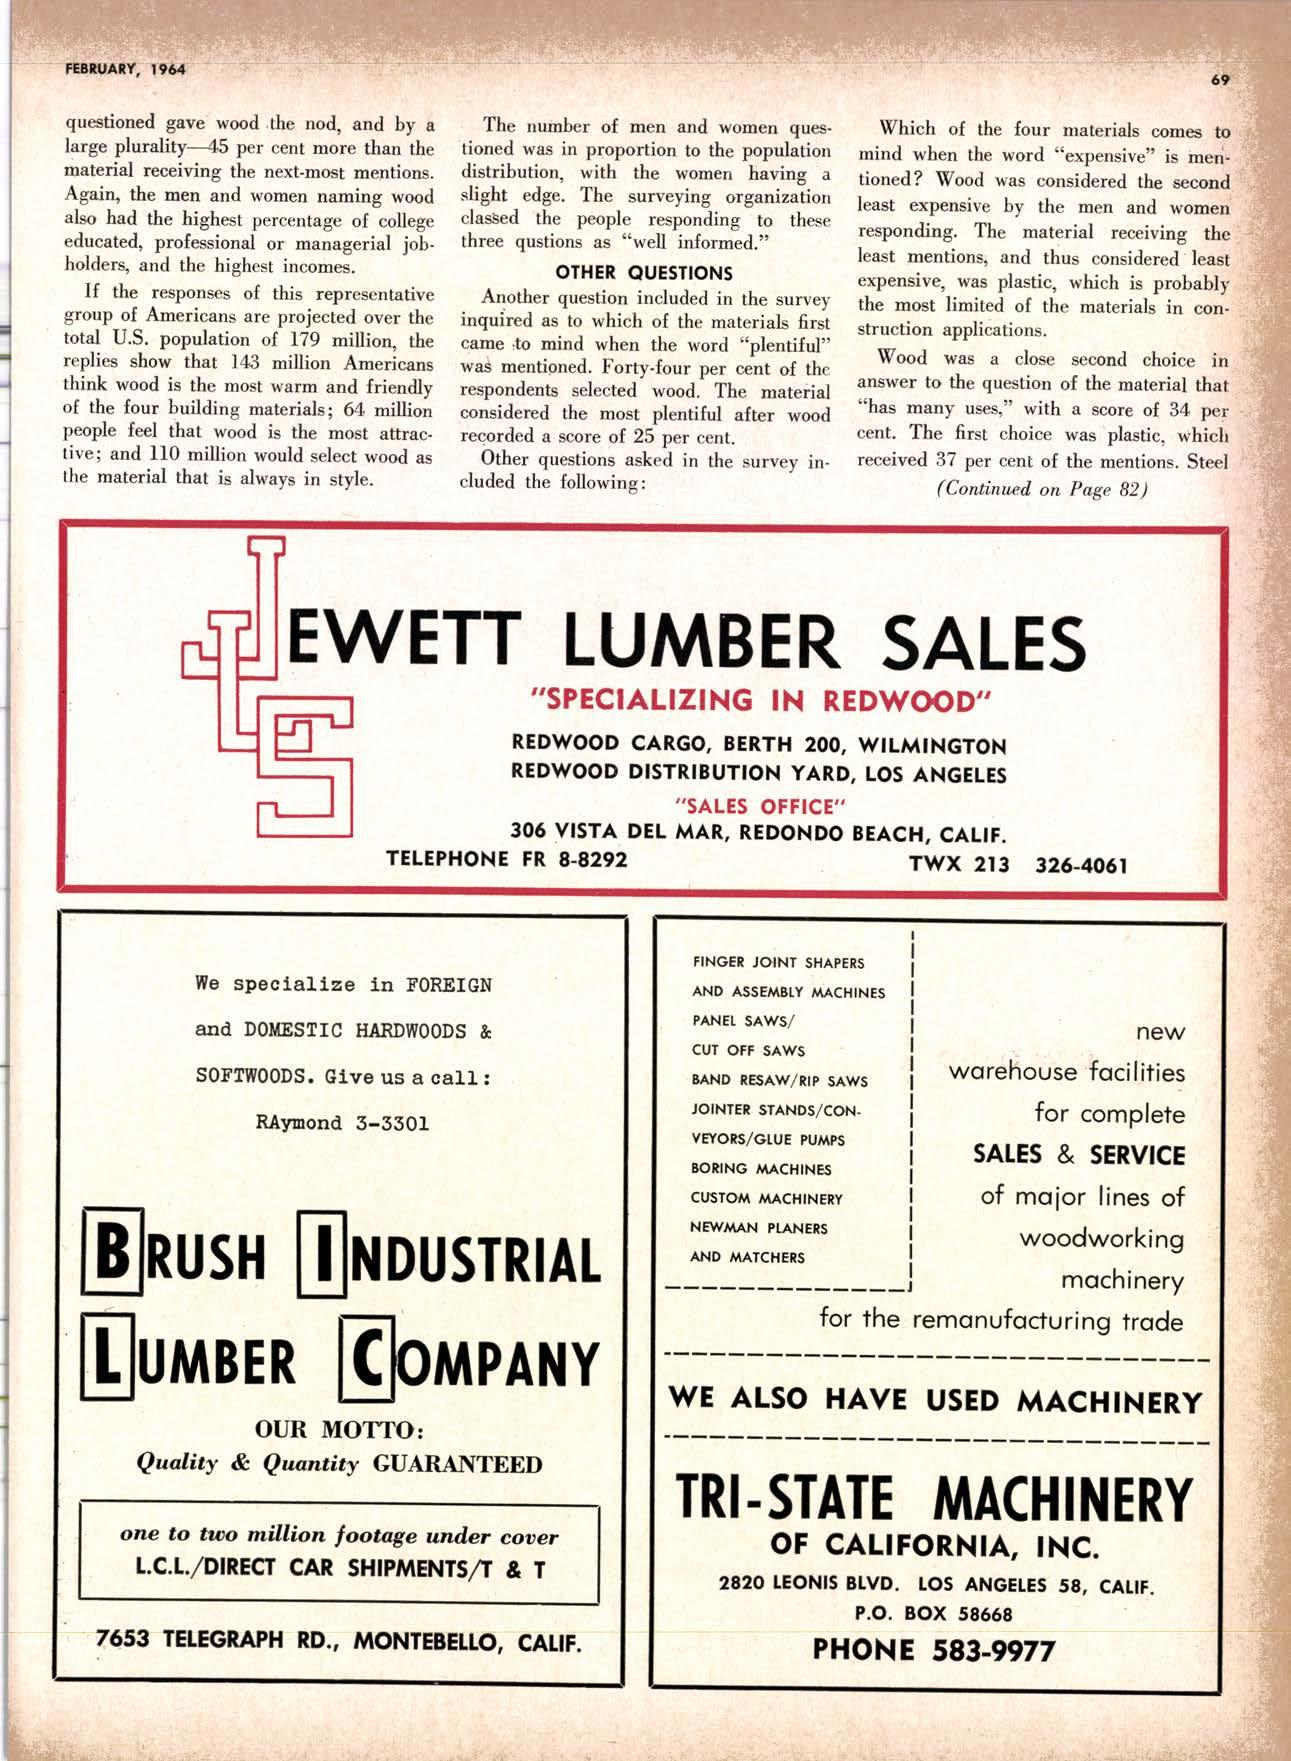 FEBRUARY, 1964
69
questioned gave wood the nod, and by a
large plurality—45 per cent more than the
material receiving the next-most mentions.
Again, the men and women naming wood
also had the highest percentage of college
educated, professional or managerial job-
holders, and the highest incomes.
If the responses of this representative
group of Americans are projected over the
total U.S. population of 179 million, the
replies show that 143 million Americans
think wood is the most warm and friendly
of the four building materials; 64 million
people feel that wood is the most attrac-
tive; and 110 million would select wood as
the material that is always in style.
The number of men and women ques-
tioned was in proportion to the population
distribution, with the women having a
slight edge. The surveying organization
classed the people responding to these
three qustions as "well informed."
OTHER QUESTIONS
Another question included in the survey
inquired as to which of the materials first
came to mind when the word "plentiful"
was mentioned. Forty-four per cent of the
respondents selected wood. The material
considered the most plentiful after wood
recorded a score of 25 per cent.
Other questions asked in the survey in-
cluded the following:
Which of the four materials comes to
mind when the word "expensive" is men-
tioned? Wood was considered the second
least expensive by the men and women
responding. The material receiving the
least mentions, and thus considered least
expensive, was plastic, which is probably
the most limited of the materials in con-
struction applications.
Wood was a close second choice in
answer to the question of the material that
"has many uses," with a score of 34 per
cent. The first choice was plastic, which
received 37 per cent of the mentions. Steel
(Continued on Page 82)
JEWETT LUMBER SALES
JLS
"SPECIALIZING IN REDWOOD"
REDWOOD CARGO, BERTH 200, WILMINGTON
REDWOOD DISTRIBUTION YARD, LOS ANGELES
"SALES OFFICE"
306 VISTA DEL MAR, REDONDO BEACH, CALIF.
TELEPHONE FR 8-8292 TWX 213 326-4061
We specialize in FOREIGN
and DOMESTIC HARDWOODS &
SOFTWOODS. Give us a call:
RAymond 3-3301
BRUSH INDUSTRIAL
LUMBER COMPANY
OUR MOTTO:
Quality & Quantity GUARANTEED
one to two million footage under cover
L.C.L./DIRECT CAR SHIPMENTS/T & T
7653 TELEGRAPH RD., MONTEBELLO, CALIF.
FINGER JOINT SHAPERS
AND ASSEMBLY MACHINES
PANEL SAWS/
CUT OFF SAWS
BAND RESAW/RIP SAWS
JOINTER STANDS/CON-
VEYORS/GLUE PUMPS
BORING MACHINES
CUSTOM MACHINERY
NEWMAN PLANERS
AND MATCHERS
new
warehouse facilities
for complete
SALES & SERVICE
of major lines of
woodworking
machinery
for the remanufacturing trade
WE ALSO HAVE USED MACHINERY
TRI-STATE MACHINERY
OF CALIFORNIA, INC.
2820 LEONIS BLVD. LOS ANGELES 58, CALIF.
P.O. BOX 58668
PHONE 583-9977